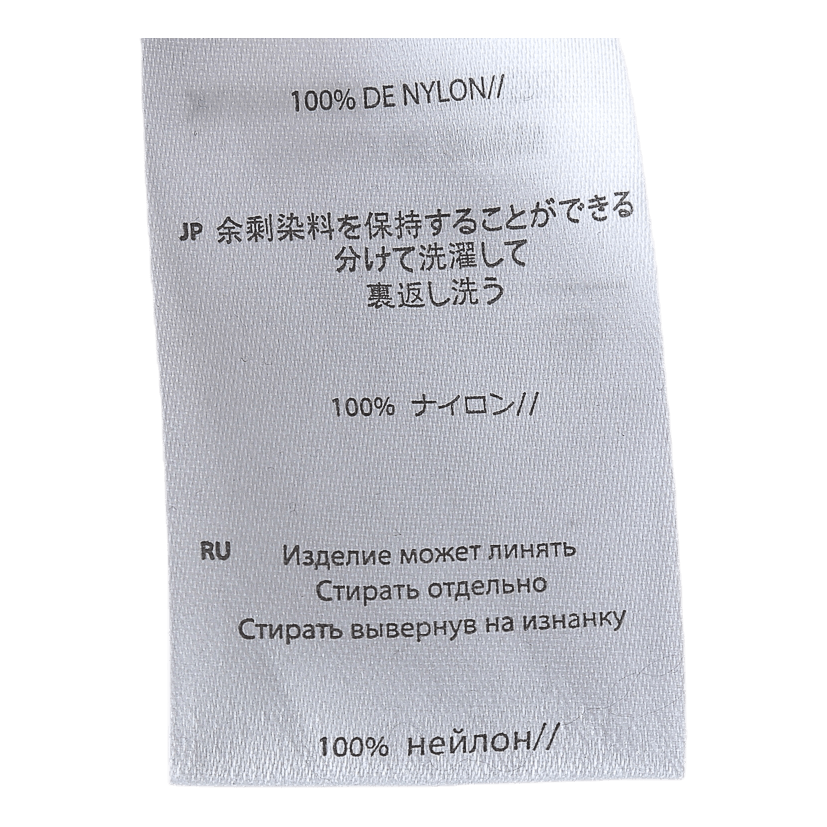 100% DE NYLON//
JP 余剰染料を保持することができる
分けて洗濯して
裏返し洗う
100% ナイロン//
RU Изделие может линять
Стирать отдельно
Стирать вывернув на изнанку
100% нейлон//